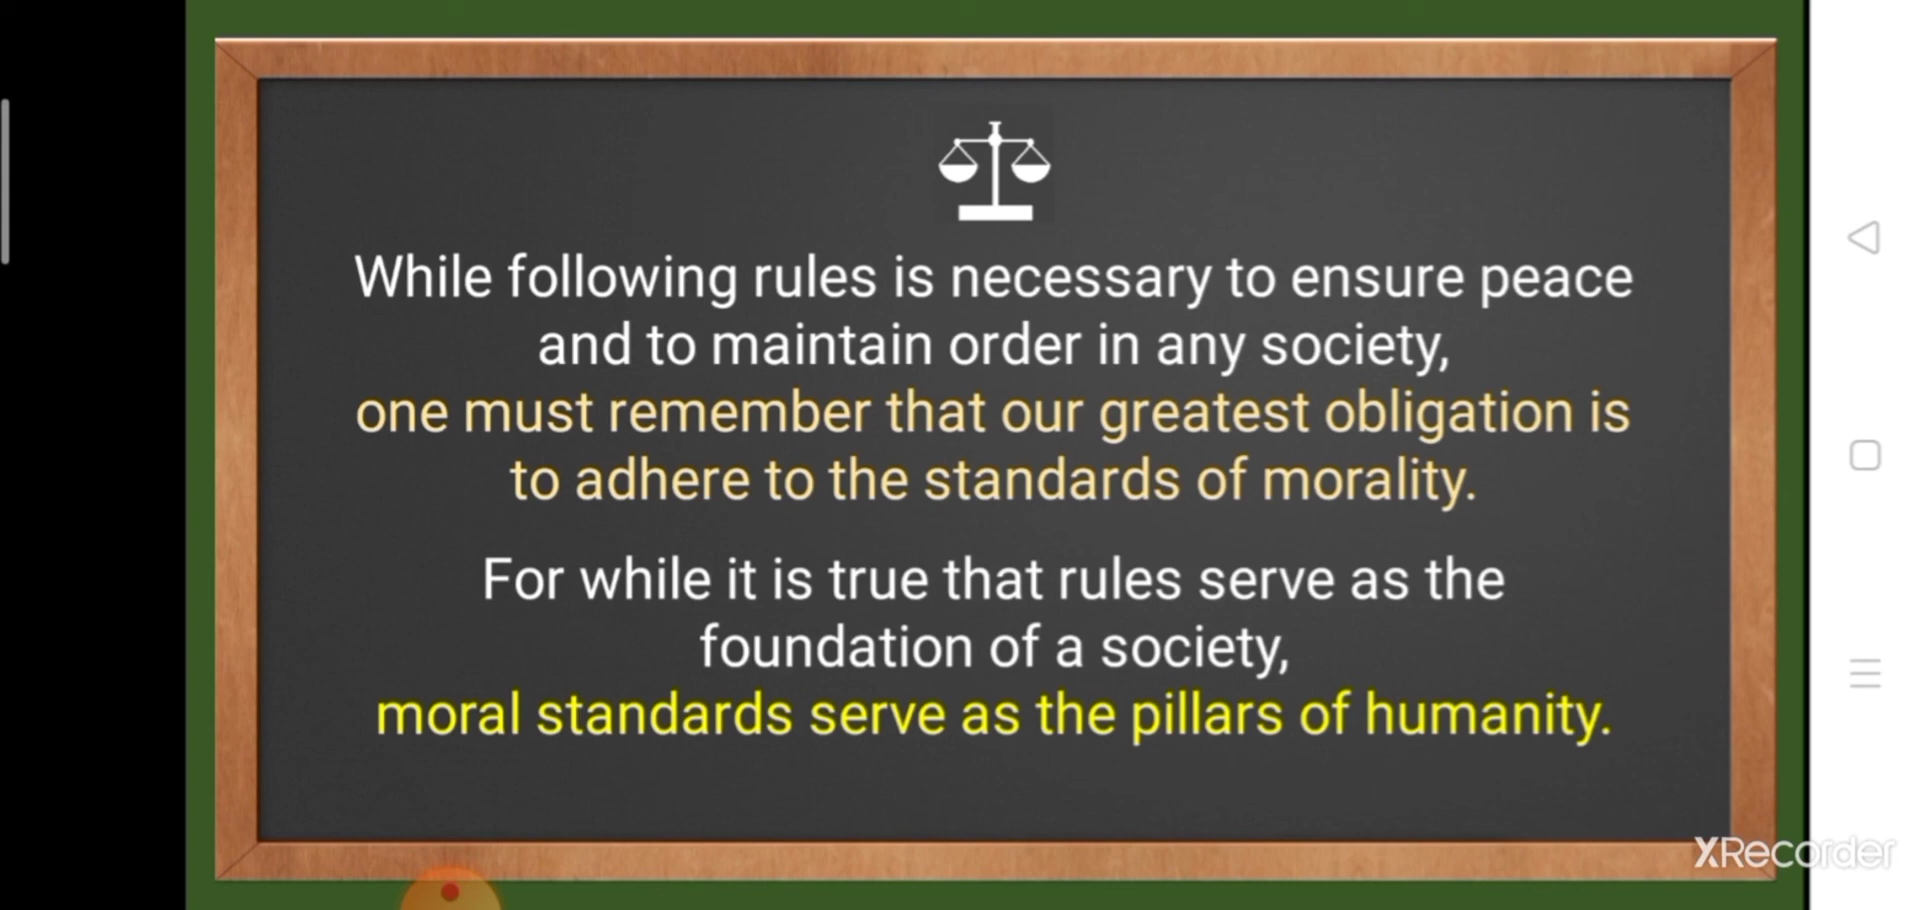 While following rules is necessary to ensure peace
and to maintain order in any society,
one must remember that our greatest obligation is
to adhere to the standards of morality.
For while it is true that rules serve as the
foundation of a society,
moral standards serve as the pillars of humanity.
XRecorder